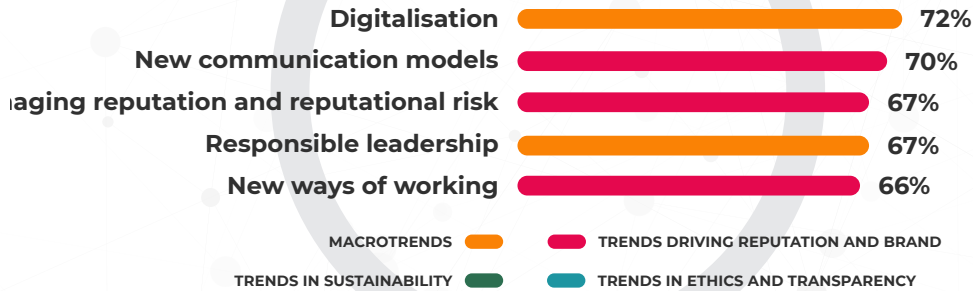 Digitalisation 72%
New communication models 70%
reputation and reputational risk 67%
Responsible leadership 67%
New ways of working 66%
MACROTRENDS TRENDS DRIVING REPUTATION AND BRAND
TRENDS IN SUSTAINABILITY TRENDS IN ETHICS AND TRANSPARENCY